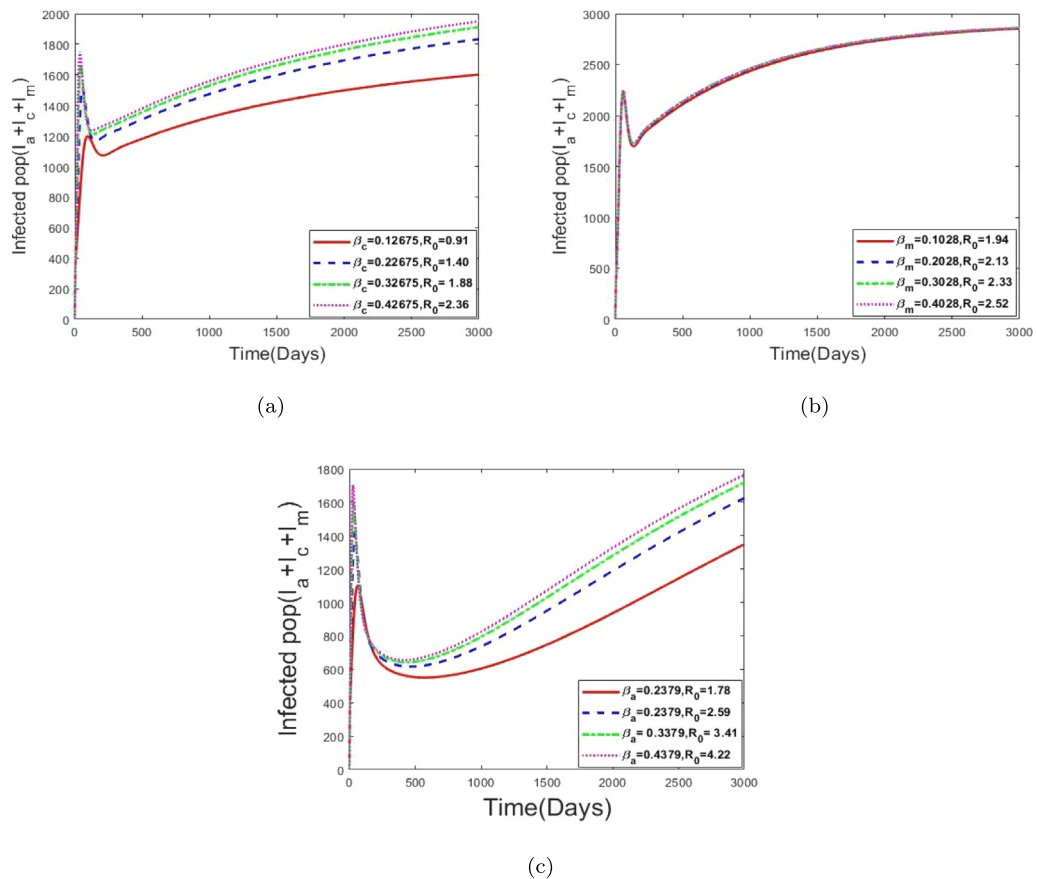 Infected pop(I_a+I_c+I_m)
2000
1800
1600
1400
1200
1000
800
600
400
200
0
0 500 1000 1500 2000 2500 3000
Time(Days)
β_c=0.12675,R_0=0.91
β_c=0.22675,R_0=1.40
β_c=0.32675,R_0= 1.88
β_c=0.42675,R_0=2.36
(a)
Infected pop(I_a+I_c+I_m)
3000
2500
2000
1500
1000
500
0
0 500 1000 1500 2000 2500 3000
Time(Days)
β_m=0.1028,R_0=1.94
β_m=0.2028,R_0=2.13
β_m=0.3028,R_0= 2.33
β_m=0.4028,R_0=2.52
(b)
Infected pop(I_a+I_c+I_m)
1800
1600
1400
1200
1000
800
600
400
200
0
0 500 1000 1500 2000 2500 3000
Time(Days)
β_a=0.2379,R_0=1.78
β_a=0.2379,R_0=2.59
β_a= 0.3379,R_0= 3.41
β_a=0.4379,R_0=4.22
(c)